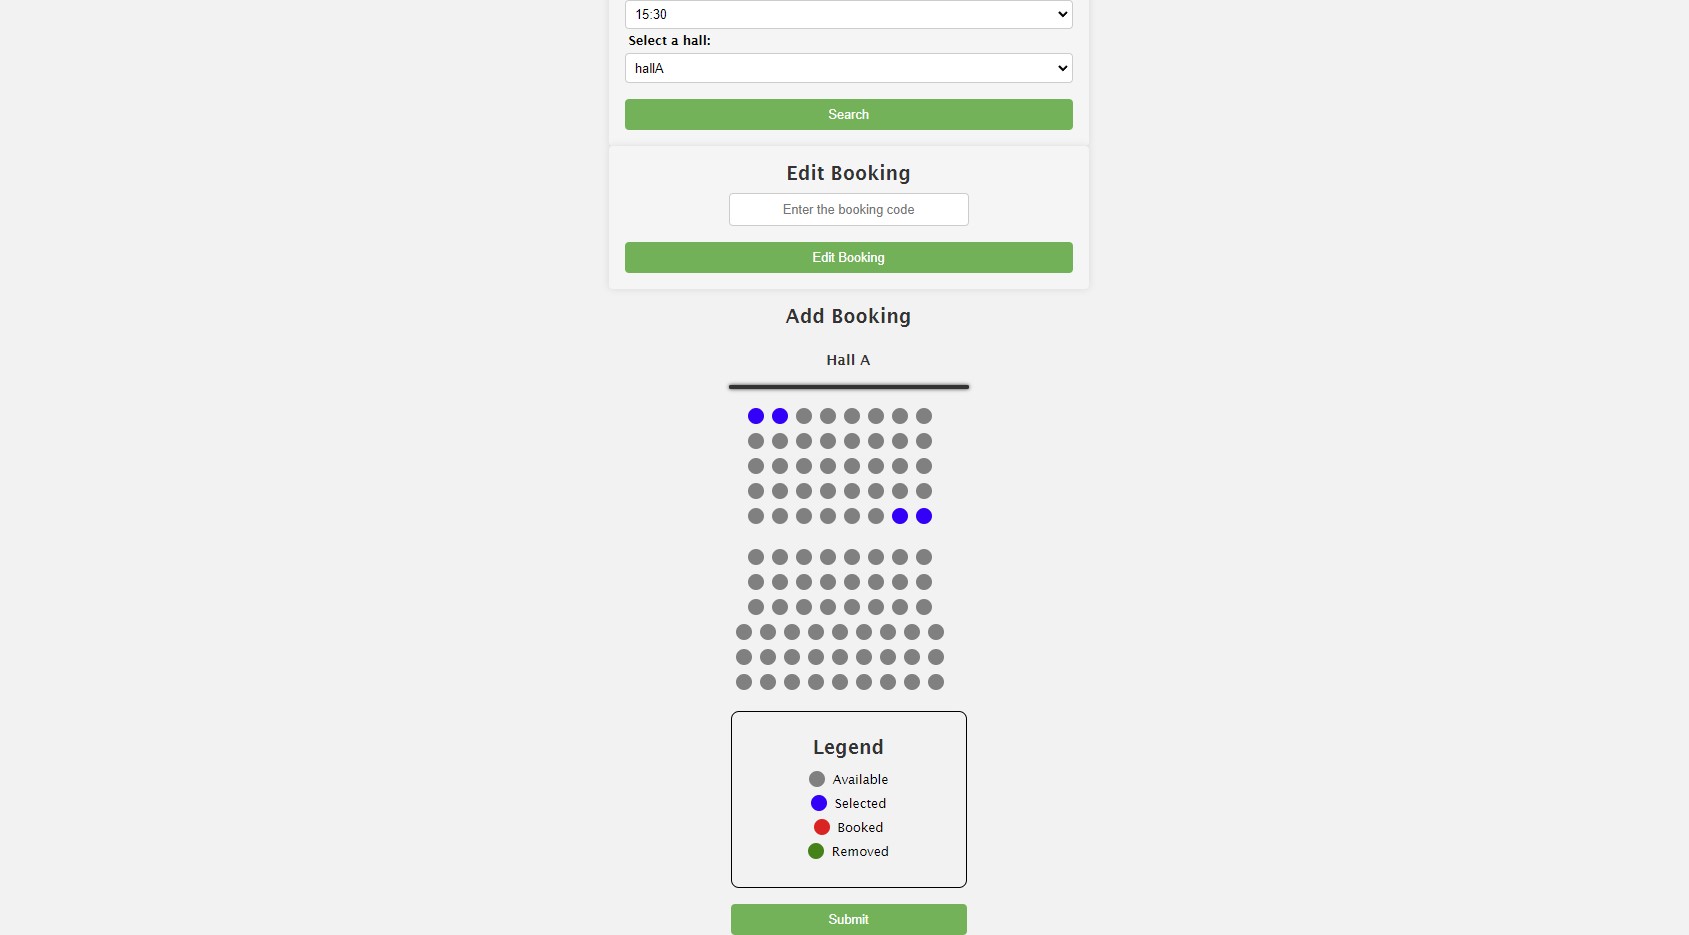 15:30
Select a hall:
hallA
Search
Edit Booking
Enter the booking code
Edit Booking
Add Booking
Hall A
Legend
Available
Selected
Booked
Removed
Submit